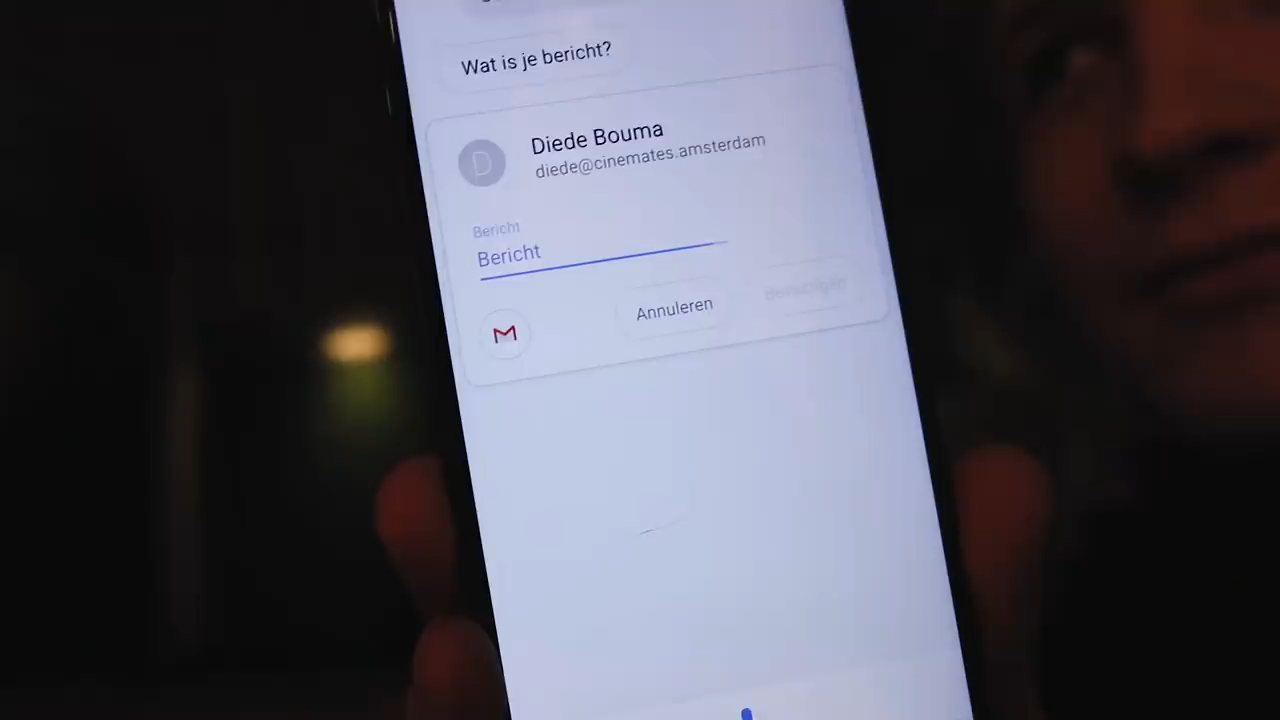 Wat is je bericht?
D
Diede Bouma
diede@cinemates.amsterdam
Bericht
Bericht
Annuleren